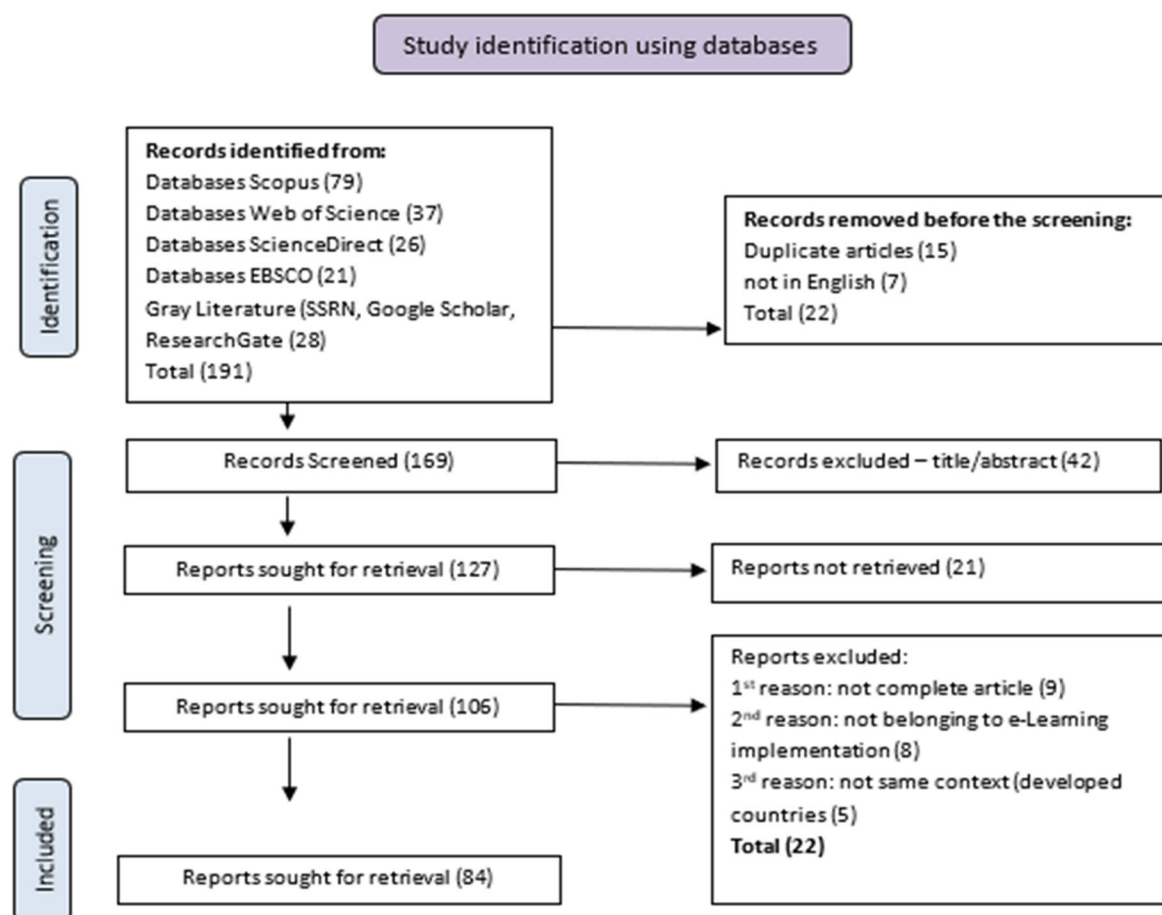 Study identification using databases
Identification
Records identified from:
Databases Scopus (79)
Databases Web of Science (37)
Databases ScienceDirect (26)
Databases EBSCO (21)
Gray Literature (SSRN, Google Scholar,
ResearchGate (28)
Total (191)
Records removed before the screening:
Duplicate articles (15)
not in English (7)
Total (22)
Screening
Records Screened (169)
Records excluded – title/abstract (42)
Reports sought for retrieval (127)
Reports not retrieved (21)
Reports sought for retrieval (106)
Reports excluded:
1st reason: not complete article (9)
2nd reason: not belonging to e-Learning
implementation (8)
3rd reason: not same context (developed
countries (5)
Total (22)
Included
Reports sought for retrieval (84)